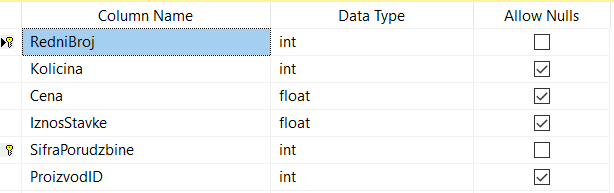 Column Name Data Type Allow Nulls
RedniBroj int
Kolicina int
Cena float
IznosStavke float
SifraPorudzbine int
ProizvodID int